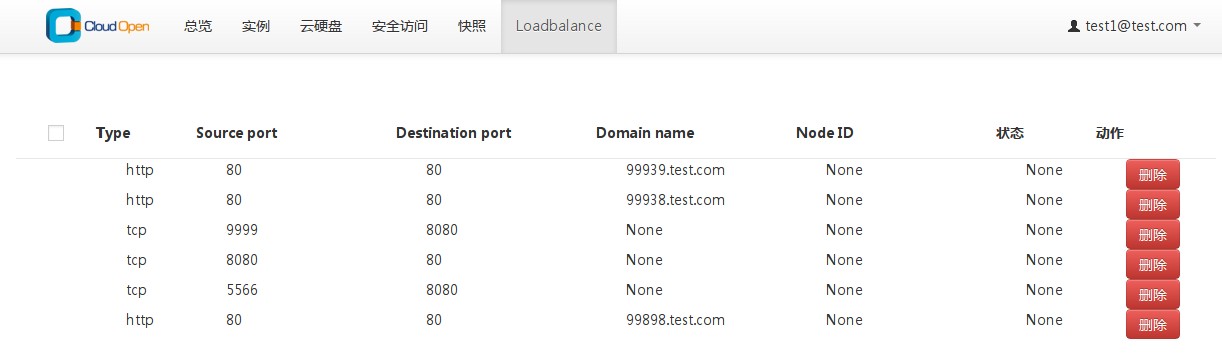 Cloud Open 总览 实例 云硬盘 安全访问 快照 Loadbalance test1@test.com
Type Source port Destination port Domain name Node ID 状态 动作
http 80 80 99939.test.com None None 删除
http 80 80 99938.test.com None None 删除
tcp 9999 8080 None None None 删除
tcp 8080 80 None None None 删除
tcp 5566 8080 None None None 删除
http 80 80 99898.test.com None None 删除